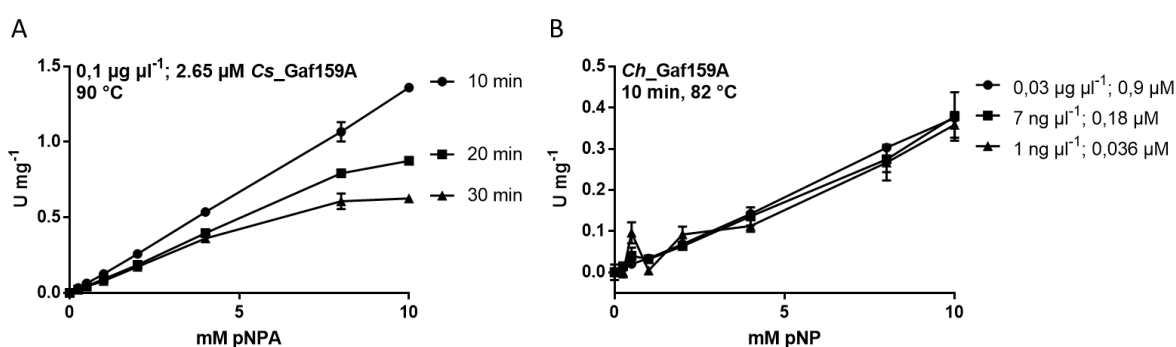 A
0,1 µg µl⁻¹; 2.65 µM Cs_Gaf159A
90 °C
1.5
1.0
0.5
0.0
U mg⁻¹
0
5
10
mM pNPA
10 min
20 min
30 min
B
Ch_Gaf159A
10 min, 82 °C
0.5
0.4
0.3
0.2
0.1
0.0
U mg⁻¹
0
5
10
mM pNP
0,03 µg µl⁻¹; 0,9 µM
7 ng µl⁻¹; 0,18 µM
1 ng µl⁻¹; 0,036 µM